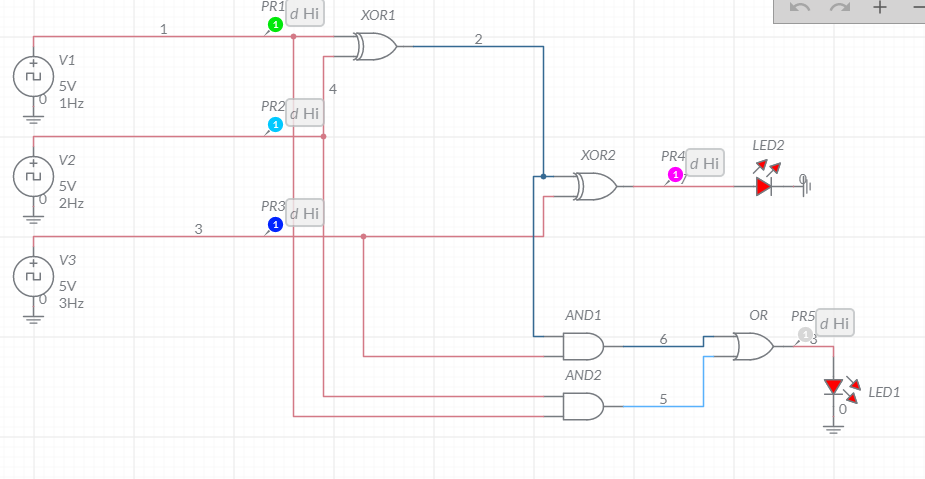 PR1
d Hi
XOR1
1
1
2
V1
5V
1Hz
0
4
PR2
d Hi
1
V2
5V
2Hz
0
XOR2
PR4
d Hi
1
LED2
0
PR3
d Hi
1
3
V3
5V
3Hz
0
AND1
OR
PR5
d Hi
1
6
3
AND2
5
LED1
0